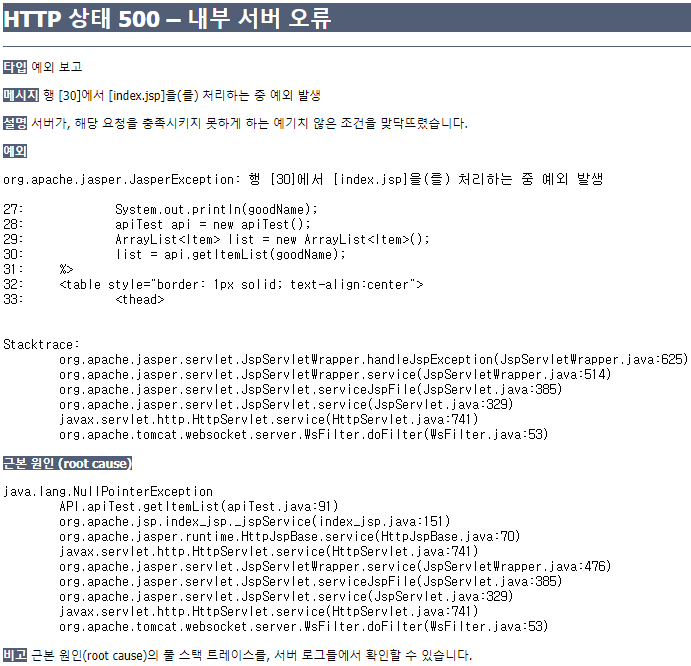 HTTP 상태 500 – 내부 서버 오류
타입 예외 보고
메시지 행 [30]에서 [index.jsp]을(를) 처리하는 중 예외 발생
설명 서버가, 해당 요청을 충족시키지 못하게 하는 예기치 않은 조건을 맞닥뜨렸습니다.
예외
org.apache.jasper.JasperException: 행 [30]에서 [index.jsp]을(를) 처리하는 중 예외 발생
27: System.out.println(goodName);
28: apiTest api = new apiTest();
29: ArrayList<Item> list = new ArrayList<Item>();
30: list = api.getItemList(goodName);
31: %>
32: <table style="border: 1px solid; text-align:center">
33: <thead>
Stacktrace:
org.apache.jasper.servlet.JspServletWrapper.handleJspException(JspServletWrapper.java:625)
org.apache.jasper.servlet.JspServletWrapper.service(JspServletWrapper.java:514)
org.apache.jasper.servlet.JspServlet.serviceJspFile(JspServlet.java:385)
org.apache.jasper.servlet.JspServlet.service(JspServlet.java:329)
javax.servlet.http.HttpServlet.service(HttpServlet.java:741)
org.apache.tomcat.websocket.server.WsFilter.doFilter(WsFilter.java:53)
근본 원인 (root cause)
java.lang.NullPointerException
API.apiTest.getItemList(apiTest.java:91)
org.apache.jsp.index_jsp._jspService(index_jsp.java:151)
org.apache.jasper.runtime.HttpJspBase.service(HttpJspBase.java:70)
javax.servlet.http.HttpServlet.service(HttpServlet.java:741)
org.apache.jasper.servlet.JspServletWrapper.service(JspServletWrapper.java:476)
org.apache.jasper.servlet.JspServlet.serviceJspFile(JspServlet.java:385)
org.apache.jasper.servlet.JspServlet.service(JspServlet.java:329)
javax.servlet.http.HttpServlet.service(HttpServlet.java:741)
org.apache.tomcat.websocket.server.WsFilter.doFilter(WsFilter.java:53)
비고 근본 원인(root cause)의 풀 스택 트레이스를, 서버 로그들에서 확인할 수 있습니다.